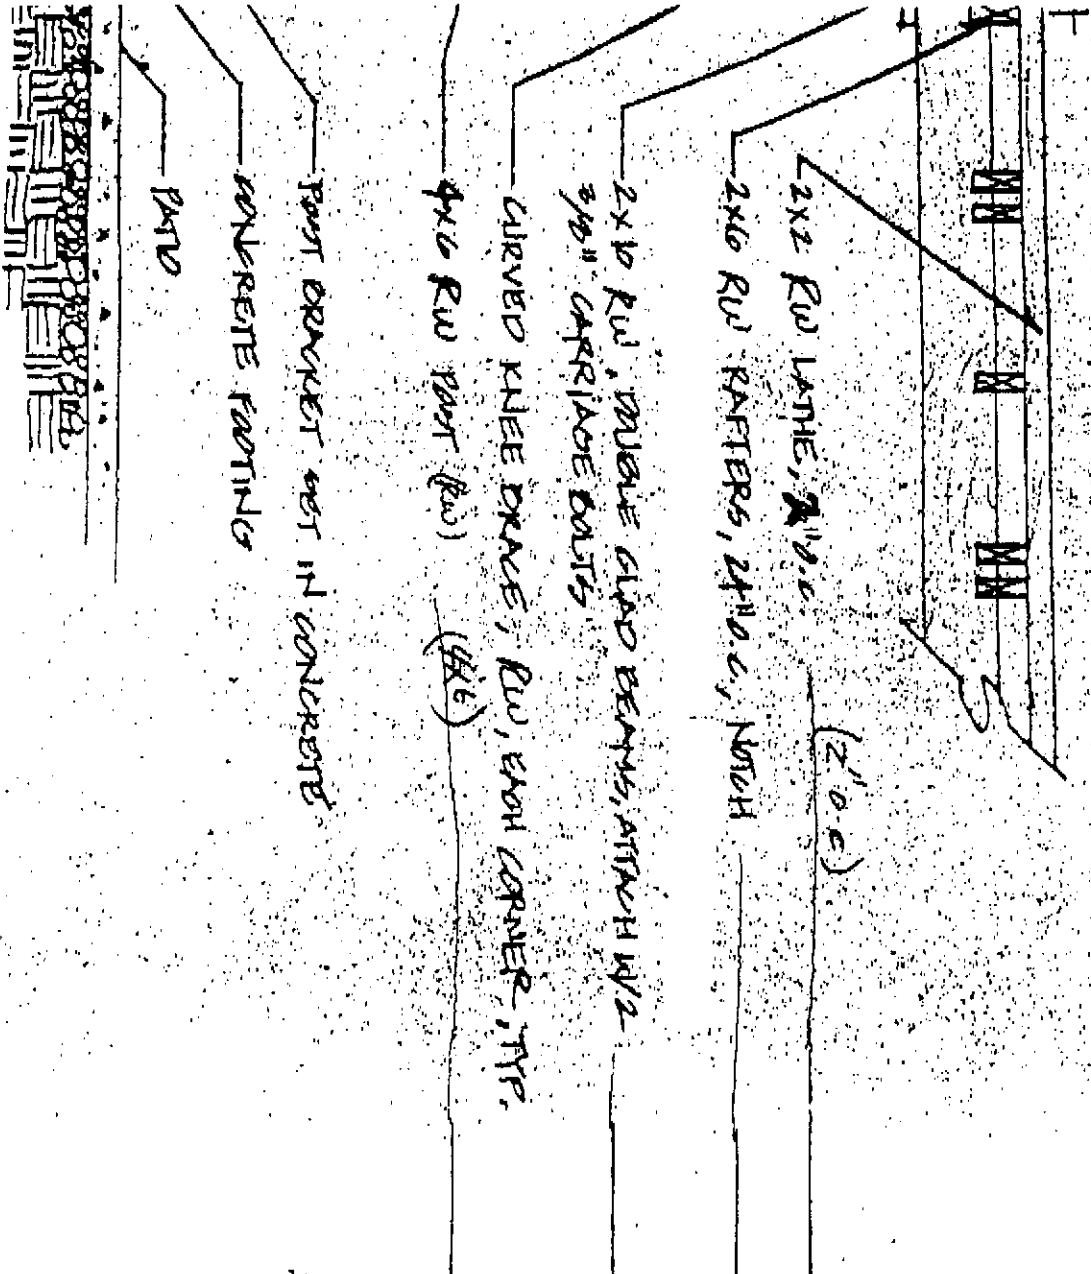 2x2 RW LATHE, 2" O.C.
(2" O.C)
2x6 RW RAFTERS, 24" O.C., NOTCH
2x10 RW, DOUBLE CLAD BEAMS, ATTACH W/2
3/8" CARRIAGE BOLTS
CURVED KNEE BRACE, RW, EACH CORNER, TYP.
4x6 RW POST (RW)
(4x6)
POST BRACKET SET IN CONCRETE
CONCRETE FOOTING
PATIO